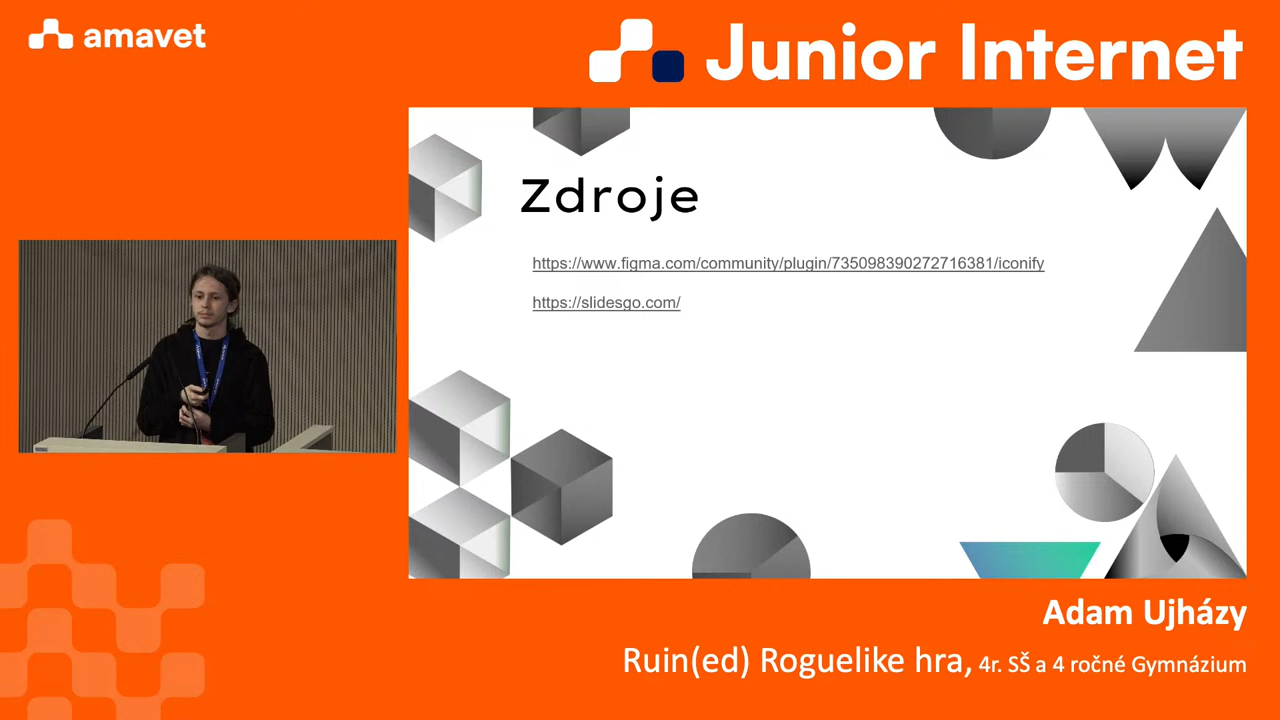 amavet
Junior Internet
Zdroje
https://www.figma.com/community/plugin/735098390272716381/iconify
https://slidesgo.com/
Adam Ujházy
Ruin(ed) Roguelike hra, 4r. SŠ a 4 ročné Gymnázium